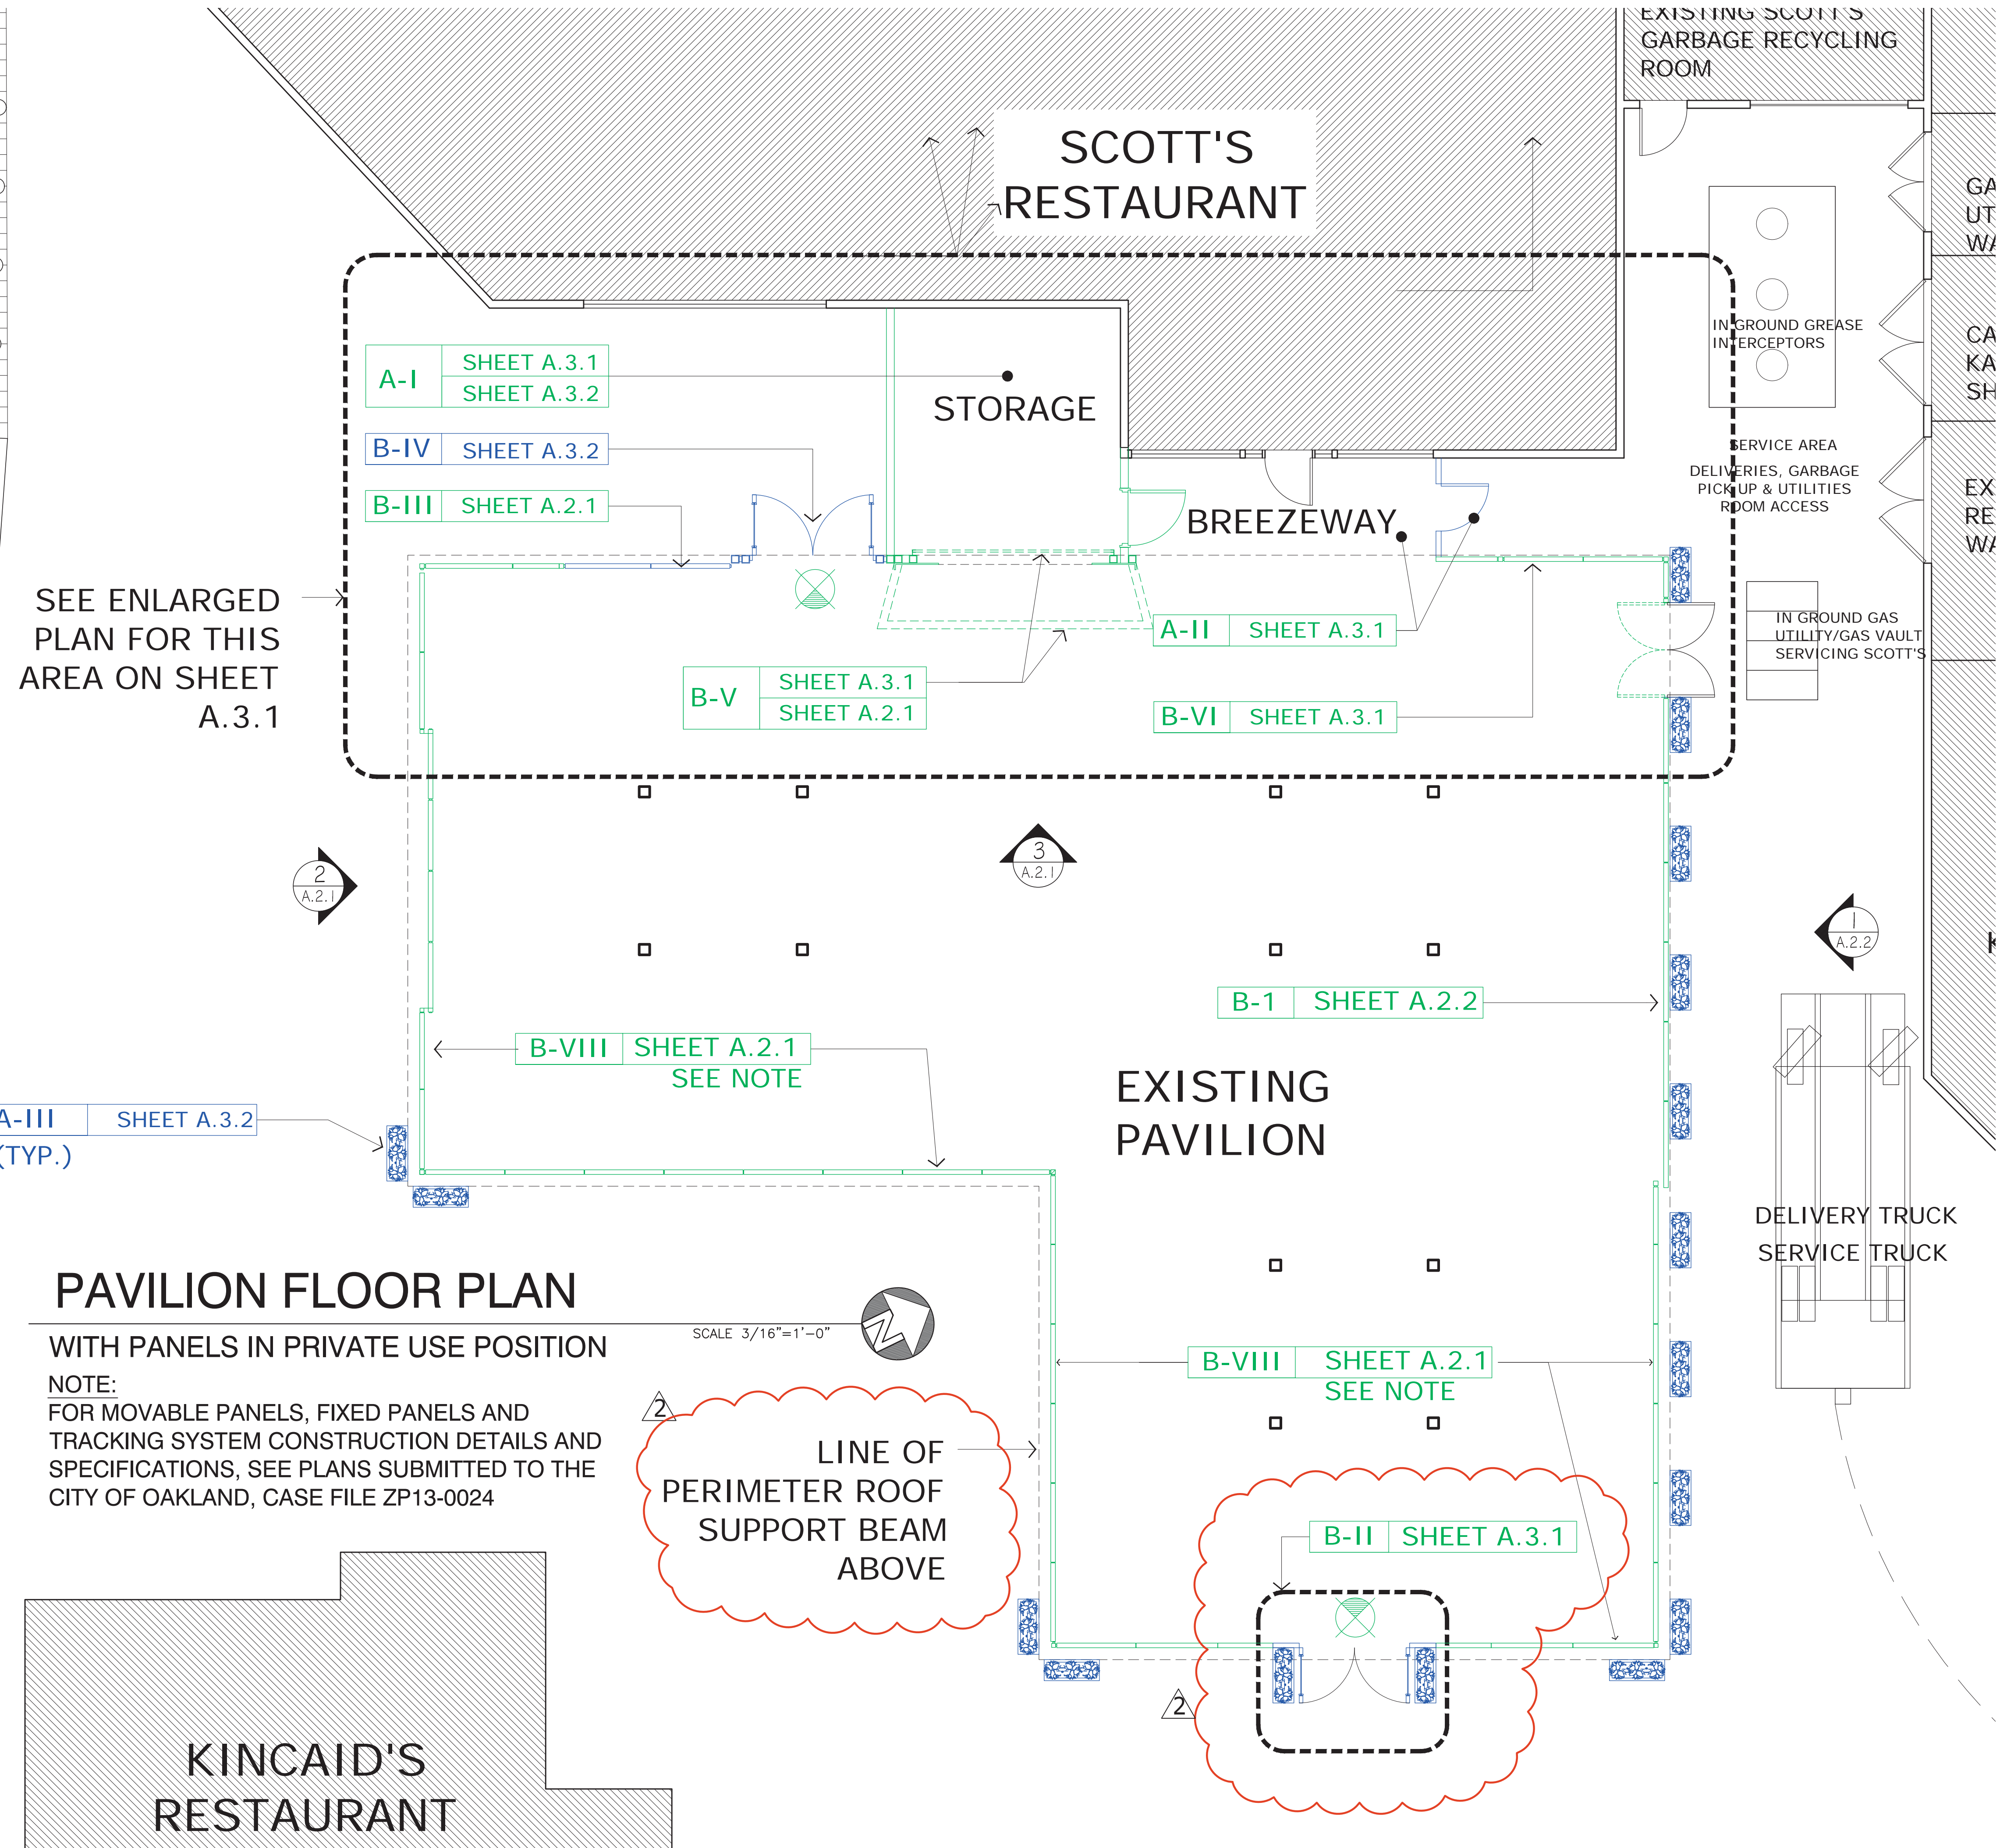 EXISTING SCOTT'S
GARBAGE RECYCLING
ROOM
SCOTT'S
RESTAURANT
IN GROUND GREASE
INTERCEPTORS
A-I
SHEET A.3.1
SHEET A.3.2
STORAGE
B-IV
SHEET A.3.2
B-III
SHEET A.2.1
SERVICE AREA
DELIVERIES, GARBAGE
PICK UP & UTILITIES
ROOM ACCESS
BREEZEWAY
SEE ENLARGED
PLAN FOR THIS
AREA ON SHEET
A.3.1
A-II
SHEET A.3.1
IN GROUND GAS
UTILITY/GAS VAULT
SERVICING SCOTT'S
B-V
SHEET A.3.1
SHEET A.2.1
B-VI
SHEET A.3.1
2
A.2.1
3
A.2.1
1
A.2.2
B-1
SHEET A.2.2
B-VIII
SHEET A.2.1
SEE NOTE
EXISTING
PAVILION
A-III
SHEET A.3.2
(TYP.)
DELIVERY TRUCK
SERVICE TRUCK
PAVILION FLOOR PLAN
SCALE 3/16"=1'-0"
N
WITH PANELS IN PRIVATE USE POSITION
NOTE:
FOR MOVABLE PANELS, FIXED PANELS AND
TRACKING SYSTEM CONSTRUCTION DETAILS AND
SPECIFICATIONS, SEE PLANS SUBMITTED TO THE
CITY OF OAKLAND, CASE FILE ZP13-0024
B-VIII
SHEET A.2.1
SEE NOTE
2
LINE OF
PERIMETER ROOF
SUPPORT BEAM
ABOVE
B-II
SHEET A.3.1
2
KINCAID'S
RESTAURANT